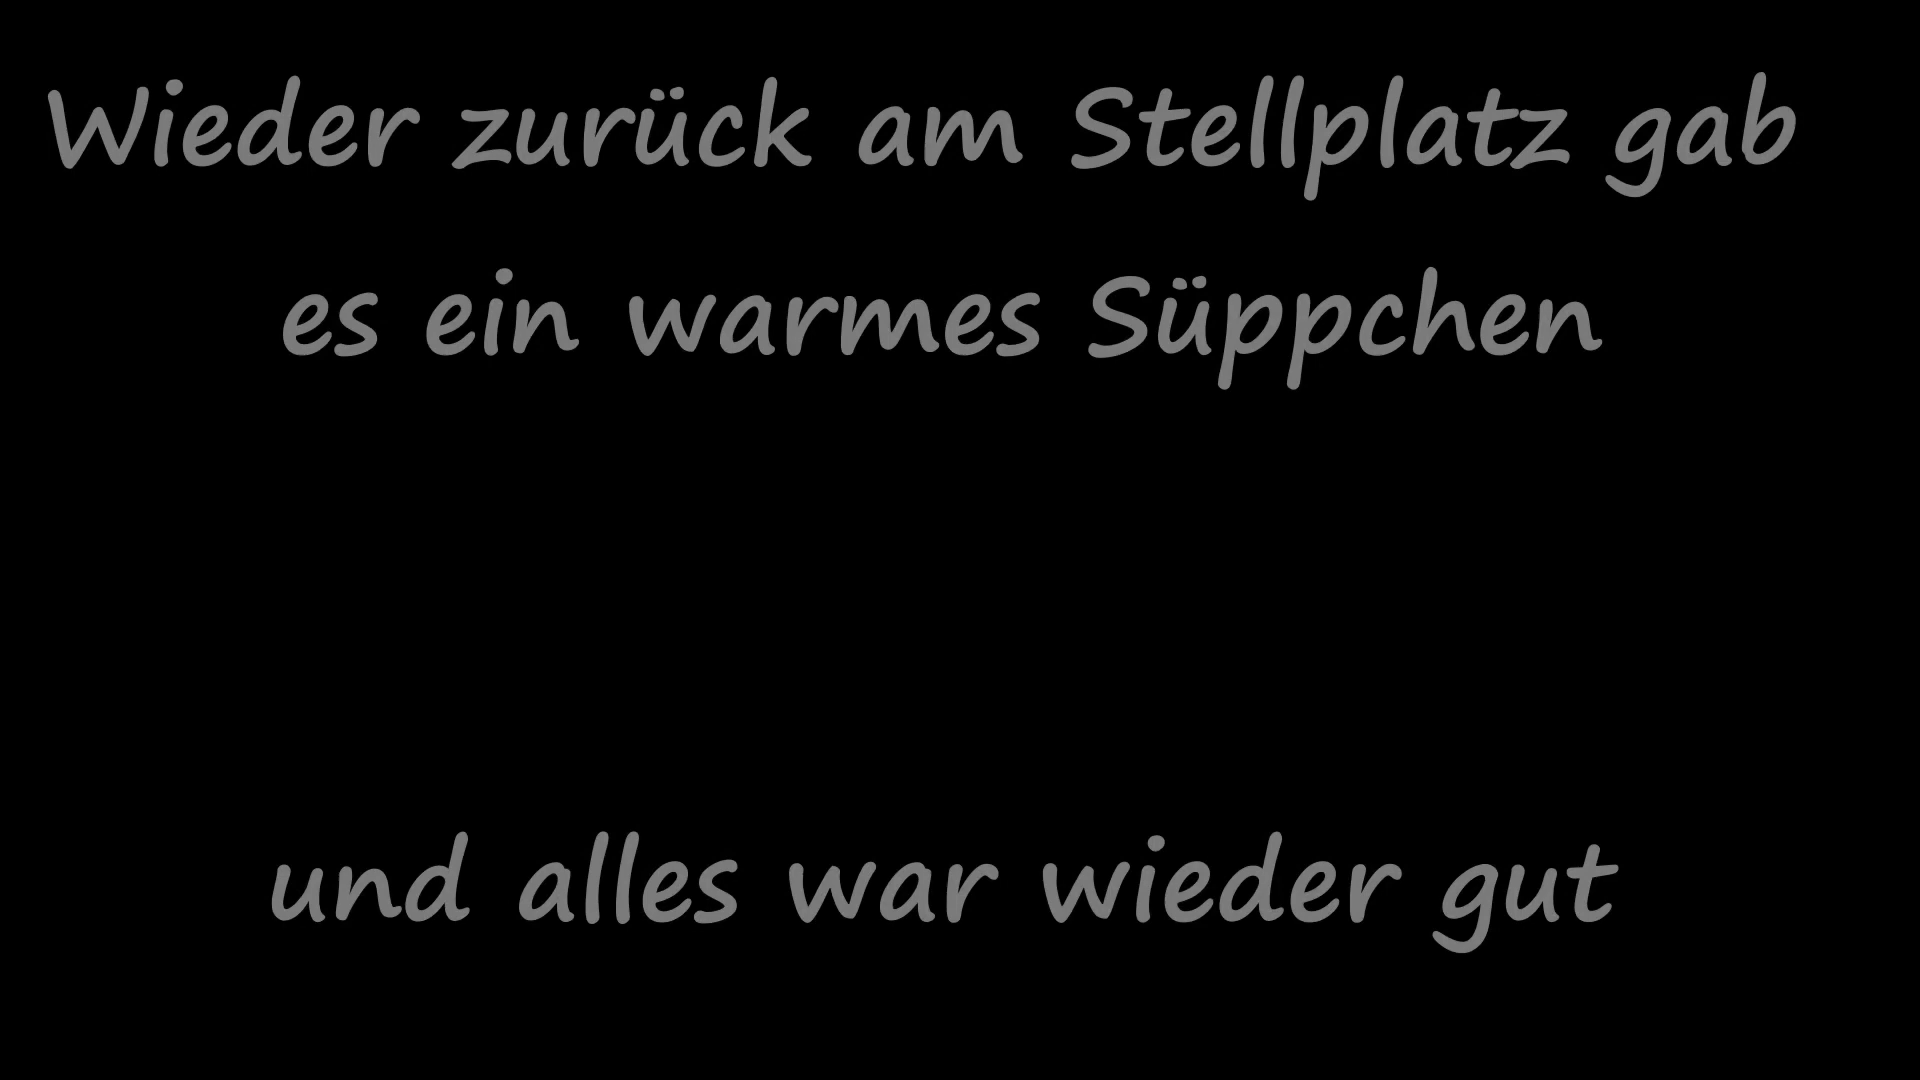 Wieder zurück am Stellplatz gab
es ein warmes Süppchen
und alles war wieder gut